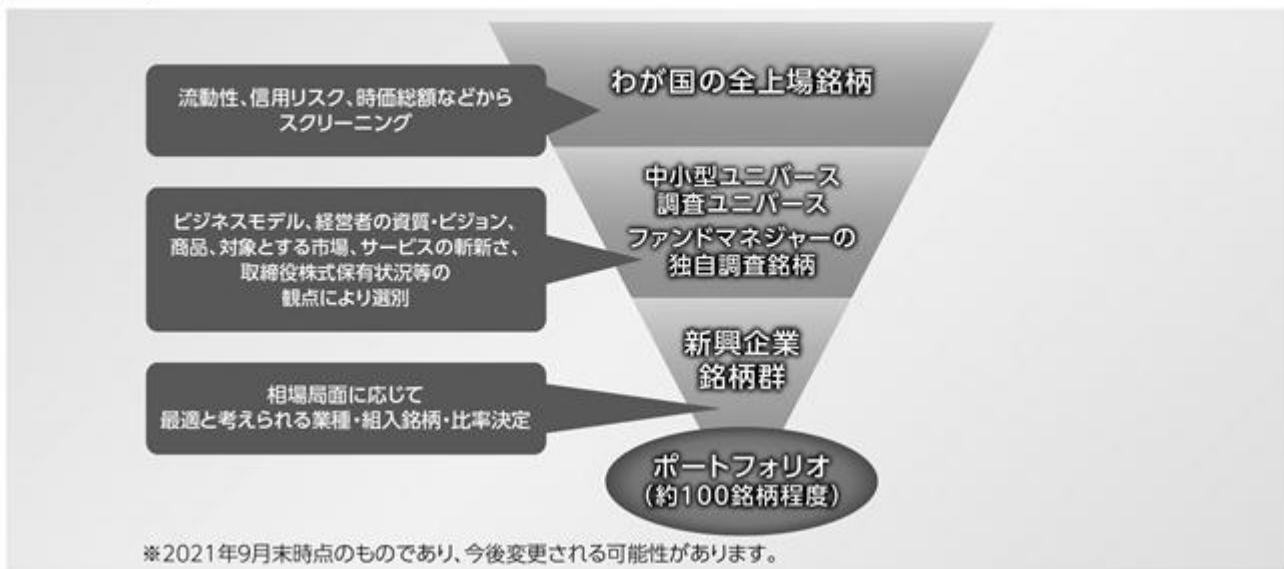 わが国の全上場銘柄
流動性、信用リスク、時価総額などから
スクリーニング
中小型ユニバース
調査ユニバース
ファンドマネジャーの
独自調査銘柄
ビジネスモデル、経営者の資質・ビジョン、
商品、対象とする市場、サービスの斬新さ、
取締役株式保有状況等の
観点により選別
新興企業
銘柄群
相場局面に応じて
最適と考えられる業種・組入銘柄・比率決定
ポートフォリオ
(約100銘柄程度)
※2021年9月末時点のものであり、今後変更される可能性があります。